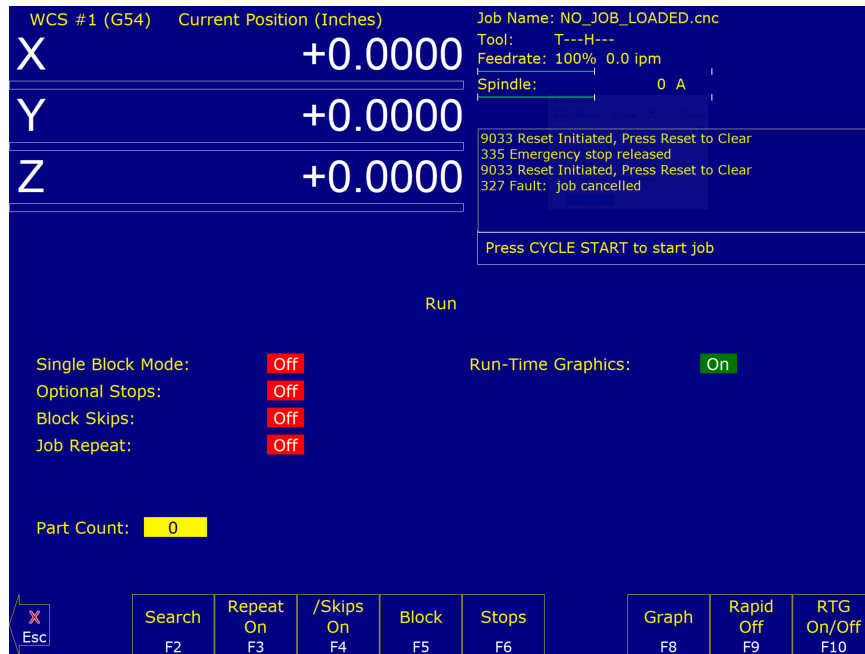 WCS #1 (G54) Current Position (Inches)
X +0.0000
Y +0.0000
Z +0.0000
Job Name: NO_JOB_LOADED.cnc
Tool: T---H---
Feedrate: 100% 0.0 ipm
Spindle: 0 A
9033 Reset Initiated, Press Reset to Clear
335 Emergency stop released
9033 Reset Initiated, Press Reset to Clear
327 Fault: job cancelled
Press CYCLE START to start job
Run
Single Block Mode: Off
Optional Stops: Off
Block Skips: Off
Job Repeat: Off
Run-Time Graphics: On
Part Count: 0
X
Esc
Search
F2
Repeat
On
F3
/Skips
On
F4
Block
F5
Stops
F6
Graph
F8
Rapid
Off
F9
RTG
On/Off
F10